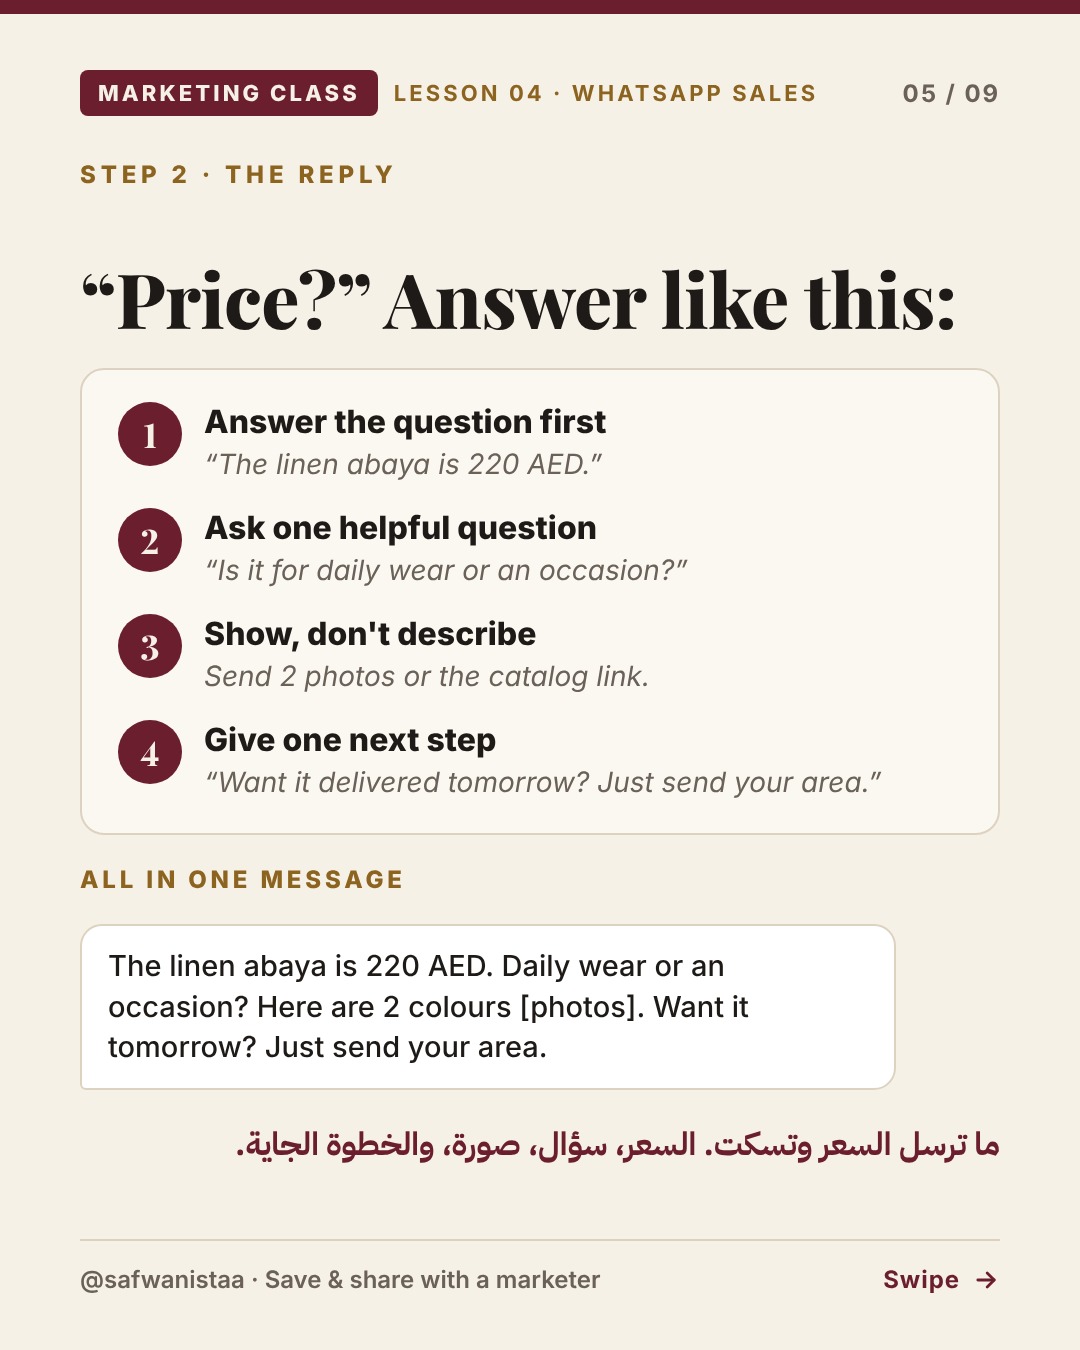 MARKETING CLASS LESSON 04 · WHATSAPP SALES 05 / 09
STEP 2 · THE REPLY
“Price?” Answer like this:
1 Answer the question first
“The linen abaya is 220 AED.”
2 Ask one helpful question
“Is it for daily wear or an occasion?”
3 Show, don't describe
Send 2 photos or the catalog link.
4 Give one next step
“Want it delivered tomorrow? Just send your area.”
ALL IN ONE MESSAGE
The linen abaya is 220 AED. Daily wear or an
occasion? Here are 2 colours [photos]. Want it
tomorrow? Just send your area.
ما ترسل السعر وتسكت. السعر، سؤال، صورة، والخطوة الجاية.
@safwanistaa · Save & share with a marketer Swipe →